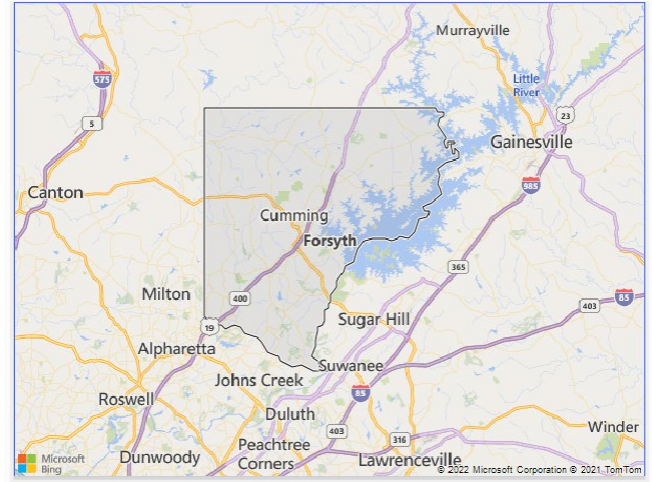 Murrayville
575
Little
River
5
23
Gainesville
985
Canton
Cumming
Forsyth
365
Milton
400
85
403
19
Sugar Hill
Alpharetta
Suwanee
Johns Creek
85
Roswell
Duluth
403
316
Winder
Peachtree
Corners
Dunwoody
Lawrenceville
Microsoft
Bing
© 2022 Microsoft Corporation © 2021 TomTom